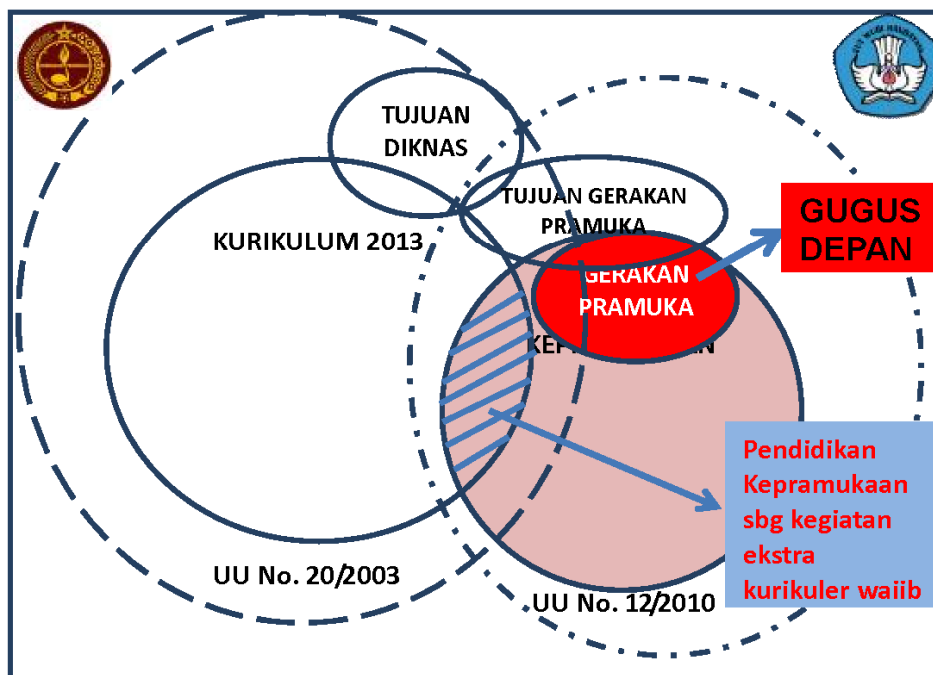 TUJUAN
DIKNAS
TUJUAN GERAKAN
PRAMUKA
GUGUS
DEPAN
KURIKULUM 2013
GERAKAN
PRAMUKA
Pendidikan
Kepramukaan
sbg kegiatan
ekstra
kurikuler wajib
UU No. 20/2003
UU No. 12/2010